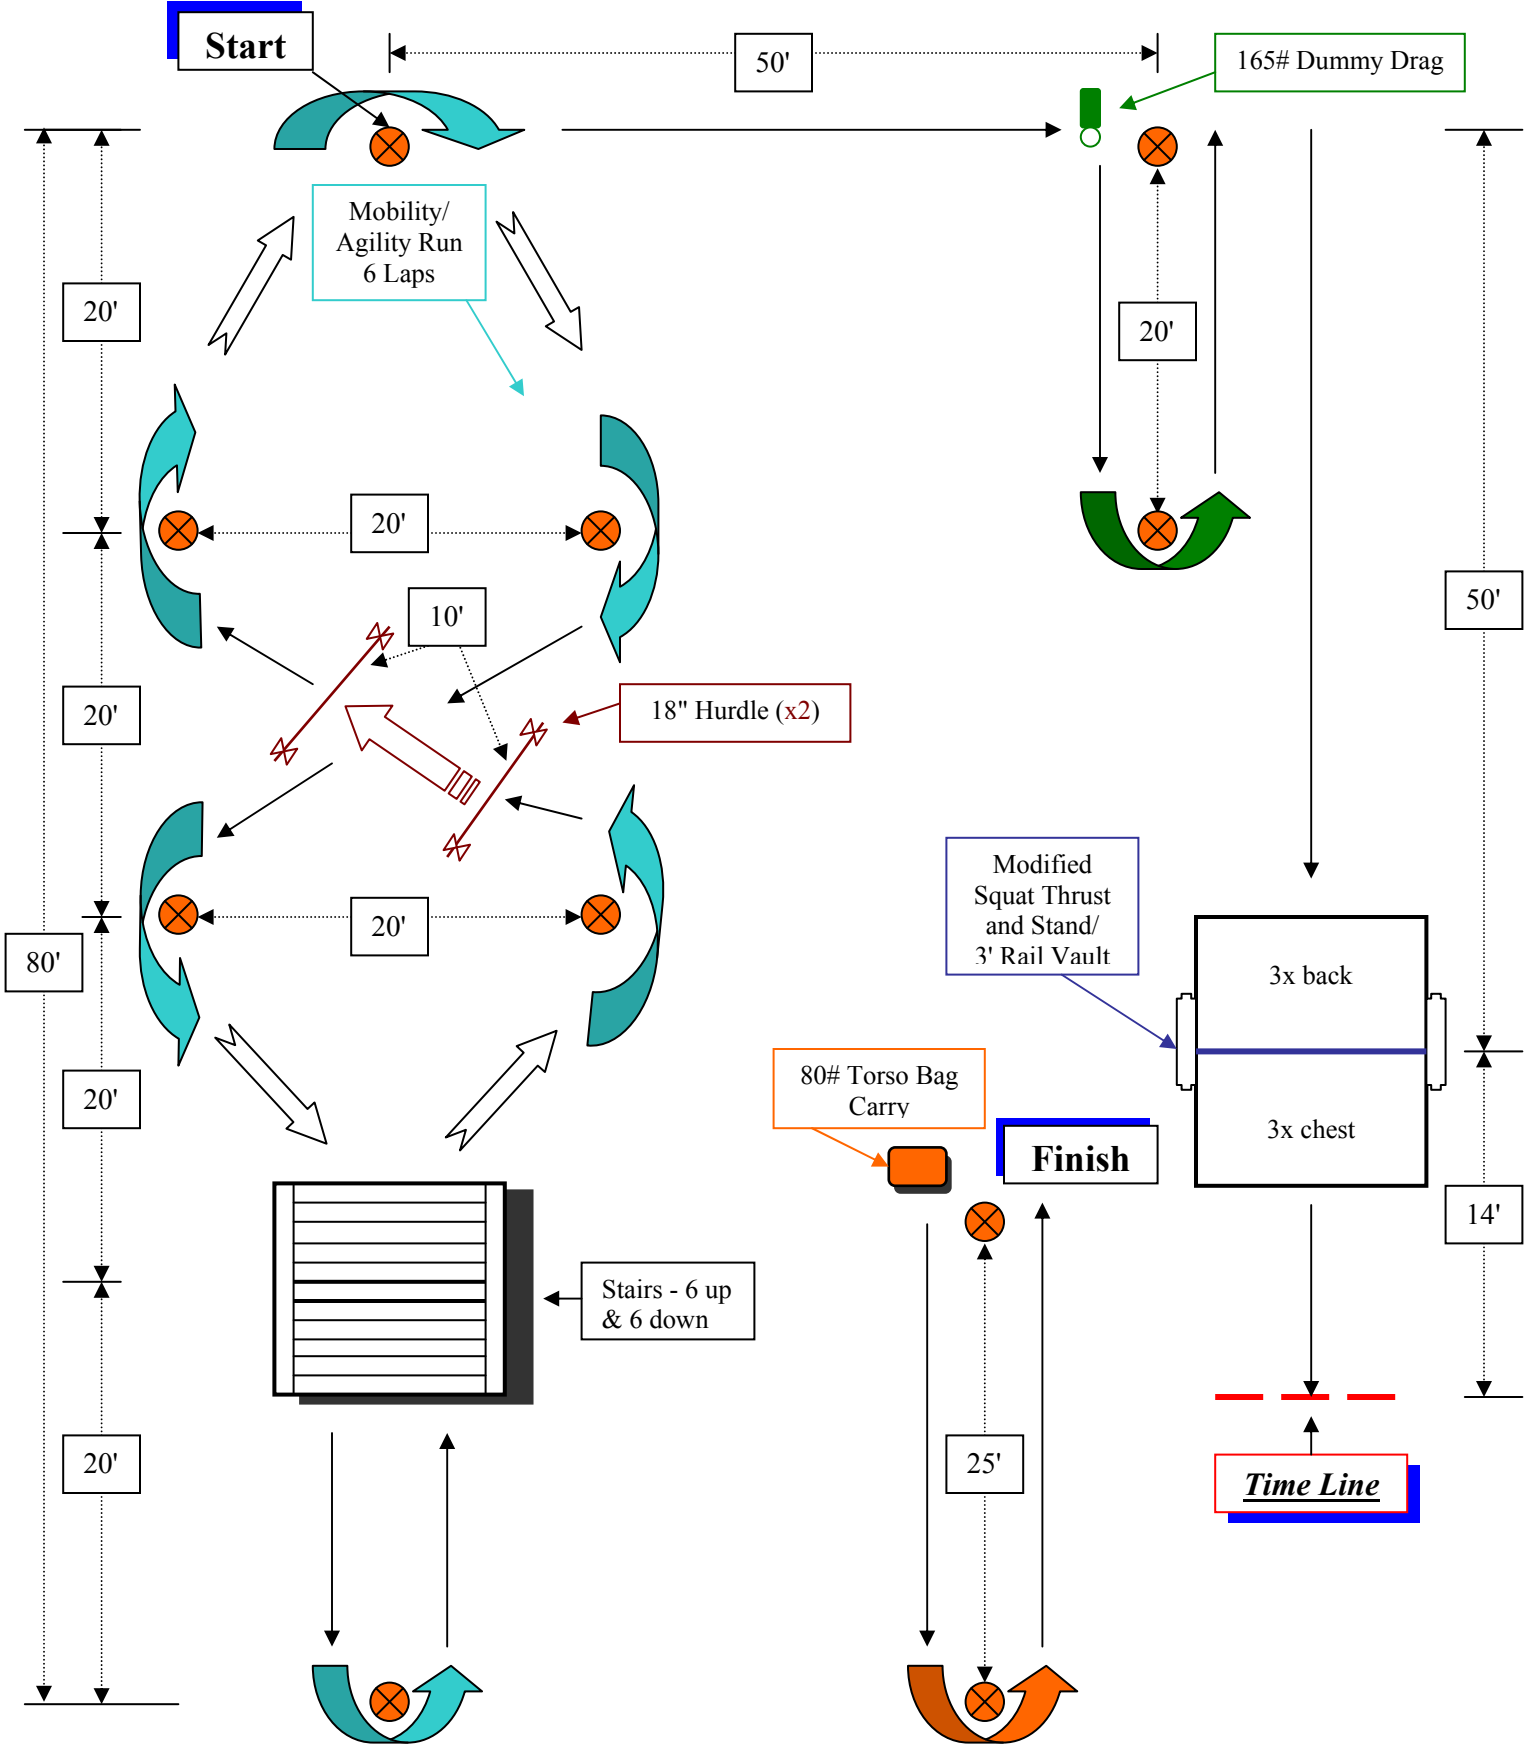 Start
50'
165# Dummy Drag
Mobility/
Agility Run
6 Laps
20'
20'
20'
10'
50'
20'
18" Hurdle (x2)
Modified
Squat Thrust
and Stand/
3' Rail Vault
20'
80'
3x back
20'
80# Torso Bag
Carry
Finish
3x chest
14'
Stairs - 6 up
& 6 down
20'
25'
Time Line